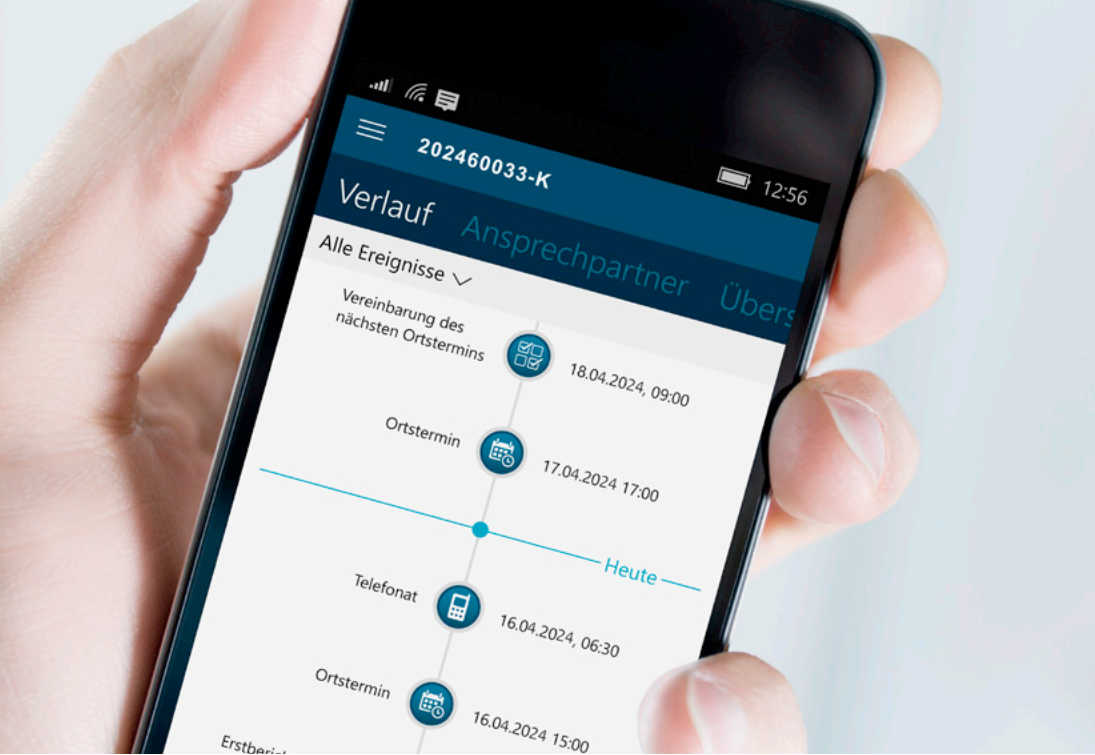 12:56
202460033-K
Verlauf Ansprechpartner Übers
Alle Ereignisse
Vereinbarung des
nächsten Ortstermins
18.04.2024, 09:00
Ortstermin
17.04.2024 17:00
Heute
Telefonat
16.04.2024, 06:30
Ortstermin
16.04.2024 15:00
Erstberich